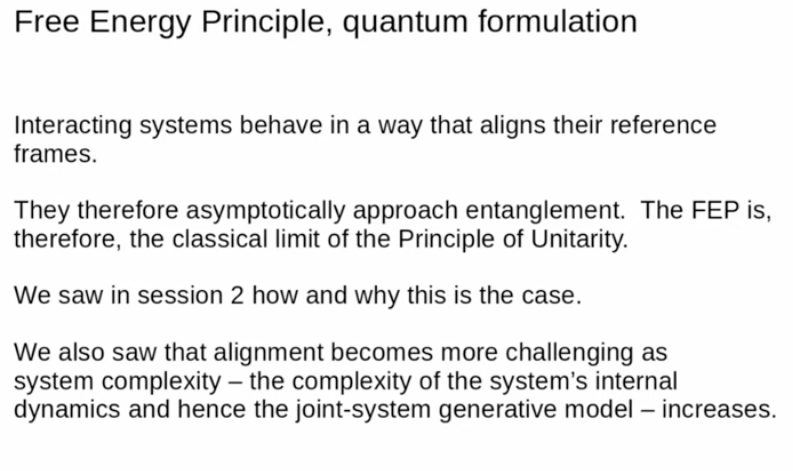 Free Energy Principle, quantum formulation
Interacting systems behave in a way that aligns their reference
frames.
They therefore asymptotically approach entanglement.  The FEP is,
therefore, the classical limit of the Principle of Unitarity.
We saw in session 2 how and why this is the case.
We also saw that alignment becomes more challenging as
system complexity – the complexity of the system’s internal
dynamics and hence the joint-system generative model – increases.